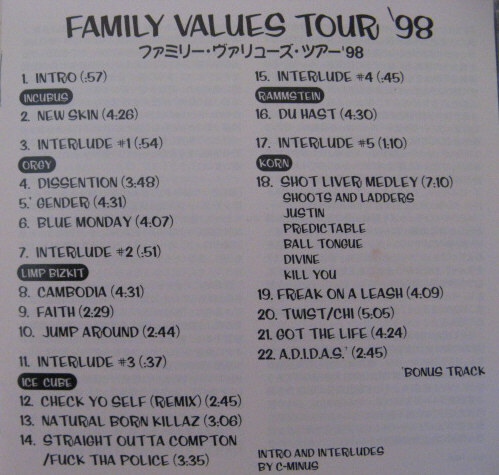 FAMILY VALUES TOUR '98
ファミリー・ヴァリューズ・ツアー'98
1. INTRO (:57)
INCUBUS
2. NEW SKIN (4:26)
3. INTERLUDE #1 (:54)
ORGY
4. DISSENTION (3:48)
5.* GENDER (4:31)
6. BLUE MONDAY (4:07)
7. INTERLUDE #2 (:51)
LIMP BIZKIT
8. CAMBODIA (4:31)
9. FAITH (2:29)
10. JUMP AROUND (2:44)
11. INTERLUDE #3 (:37)
ICE CUBE
12. CHECK YO SELF (REMIX) (2:45)
13. NATURAL BORN KILLAZ (3:06)
14. STRAIGHT OUTTA COMPTON
/FUCK THA POLICE (3:35)
15. INTERLUDE #4 (:45)
RAMMSTEIN
16. DU HAST (4:30)
17. INTERLUDE #5 (1:10)
KORN
18. SHOT LIVER MEDLEY (7:10)
SHOOTS AND LADDERS
JUSTIN
PREDICTABLE
BALL TONGUE
DIVINE
KILL YOU
19. FREAK ON A LEASH (4:09)
20. TWIST/CHI (5:05)
21. GOT THE LIFE (4:24)
22. A.D.I.D.A.S.* (2:45)
*BONUS TRACK
INTRO AND INTERLUDES
BY C-MINUS